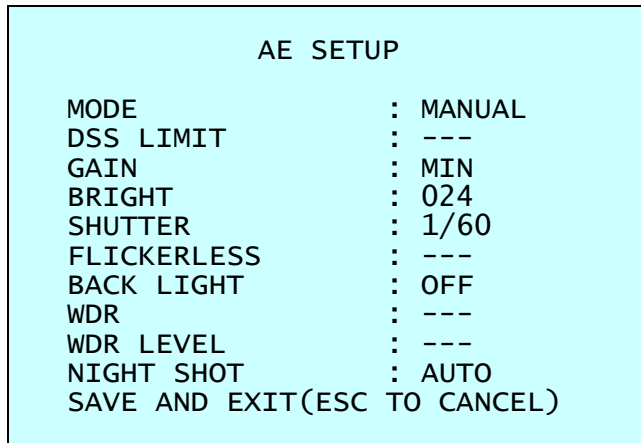 AE SETUP
MODE : MANUAL
DSS LIMIT : ---
GAIN : MIN
BRIGHT : 024
SHUTTER : 1/60
FLICKERLESS : ---
BACK LIGHT : OFF
WDR : ---
WDR LEVEL : ---
NIGHT SHOT : AUTO
SAVE AND EXIT(ESC TO CANCEL)